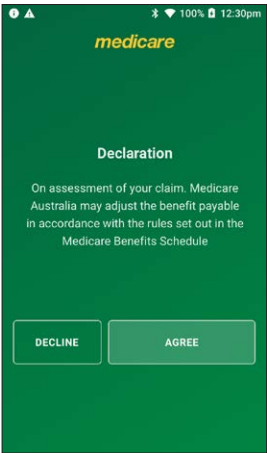 100% 12:30pm
medicare
Declaration
On assessment of your claim. Medicare
Australia may adjust the benefit payable
in accordance with the rules set out in the
Medicare Benefits Schedule
DECLINE AGREE